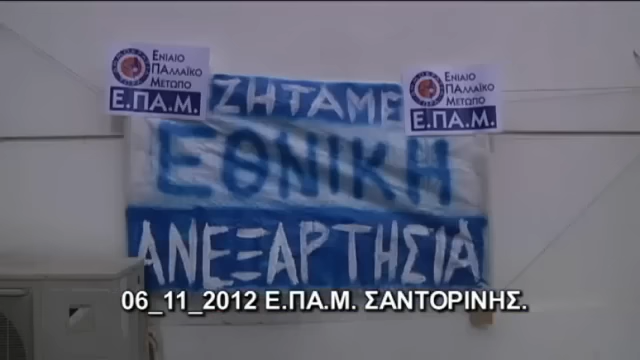 ΕΝΙΑΙΟ
ΠΑΛΛΑΪΚΟ
ΜΕΤΩΠΟ
Ε.ΠΑ.Μ.
ΕΝΙΑΙΟ
ΠΑΛΛΑΪΚΟ
ΜΕΤΩΠΟ
Ε.ΠΑ.Μ.
ΖΗΤΑΜΕ
ΕΘΝΙΚΗ
ΑΝΕΞΑΡΤΗΣΙΑ
06_11_2012 Ε.ΠΑ.Μ. ΣΑΝΤΟΡΙΝΗΣ.